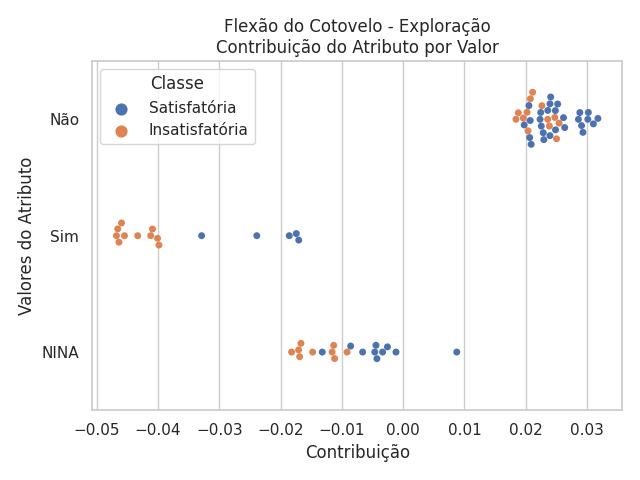 Flexão do Cotovelo - Exploração
Contribuição do Atributo por Valor
Classe
Satisfatória
Insatisfatória
Valores do Atributo
Não
Sim
NINA
−0.05 −0.04 −0.03 −0.02 −0.01 0.00 0.01 0.02 0.03
Contribuição